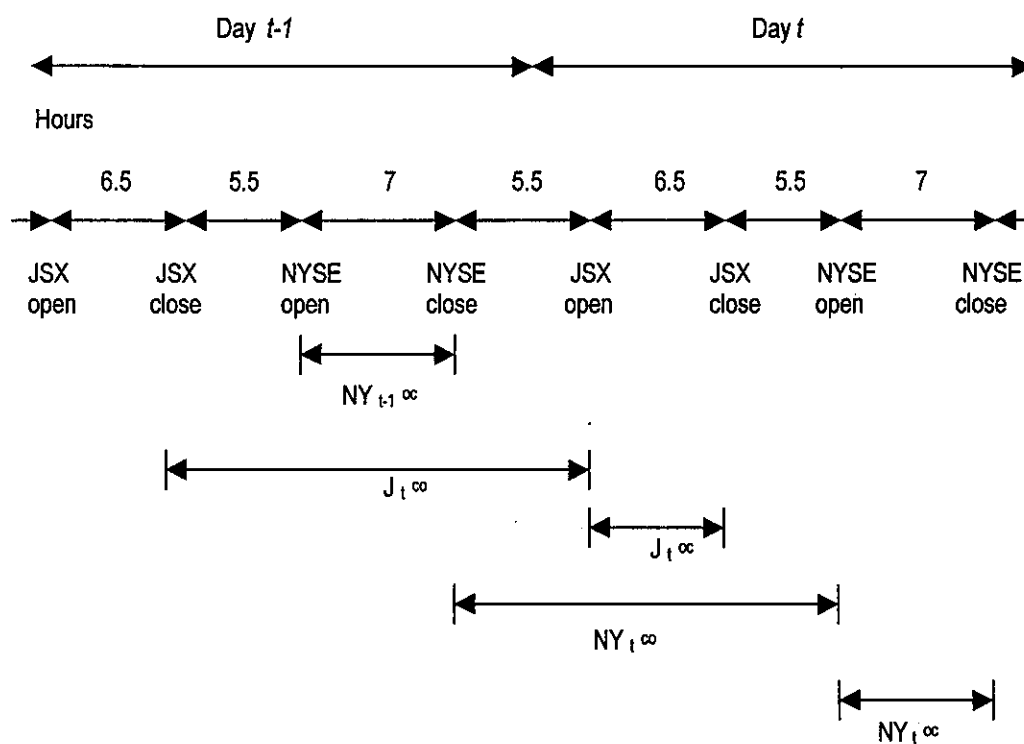 Day t-1 Day t
Hours
6.5 5.5 7 5.5 6.5 5.5 7
JSX JSX NYSE NYSE JSX JSX NYSE NYSE
open close open close open close open close
NY t-1 oc
J t co
J t oc
NY t co
NY t oc